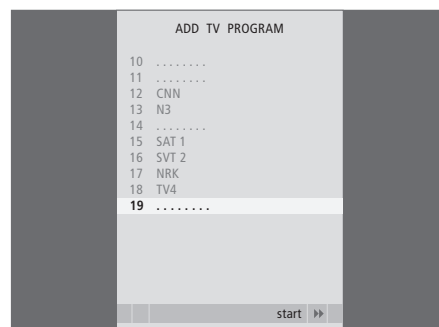 ADD TV PROGRAM
10 . . . . . . . .
11 . . . . . . . .
12 CNN
13 N3
14 . . . . . . . .
15 SAT 1
16 SVT 2
17 NRK
18 TV4
19 . . . . . . . .
start